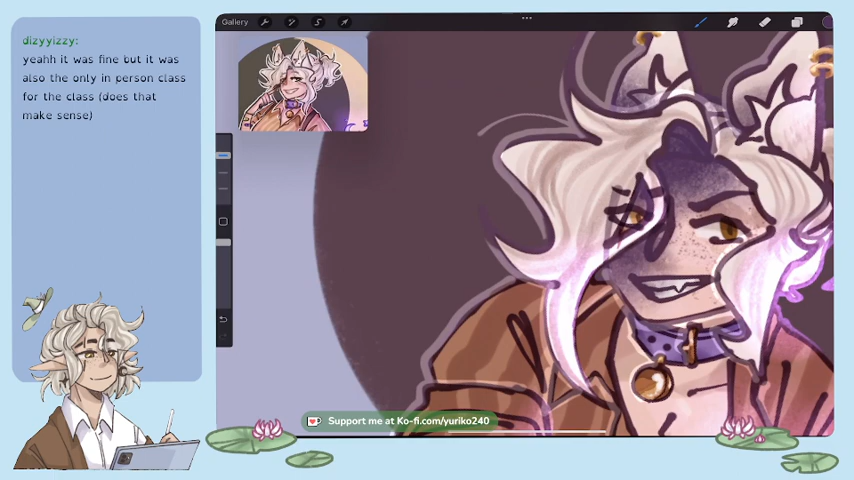 dizyyizzy:
yeahh it was fine but it was
also the only in person class
for the class (does that
make sense)
Gallery
Support me at Ko-fi.com/yuriko240